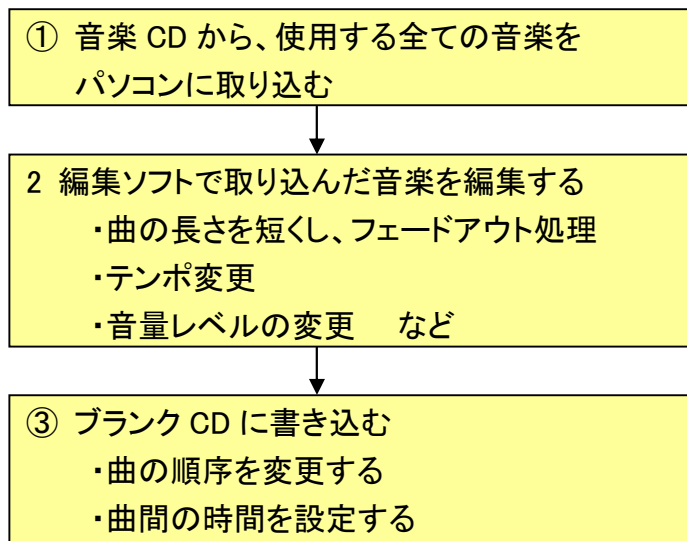 ① 音楽 CD から、使用する全ての音楽を
パソコンに取り込む
2 編集ソフトで取り込んだ音楽を編集する
・曲の長さを短くし、フェードアウト処理
・テンポ変更
・音量レベルの変更　など
③ ブランク CD に書き込む
・曲の順序を変更する
・曲間の時間を設定する